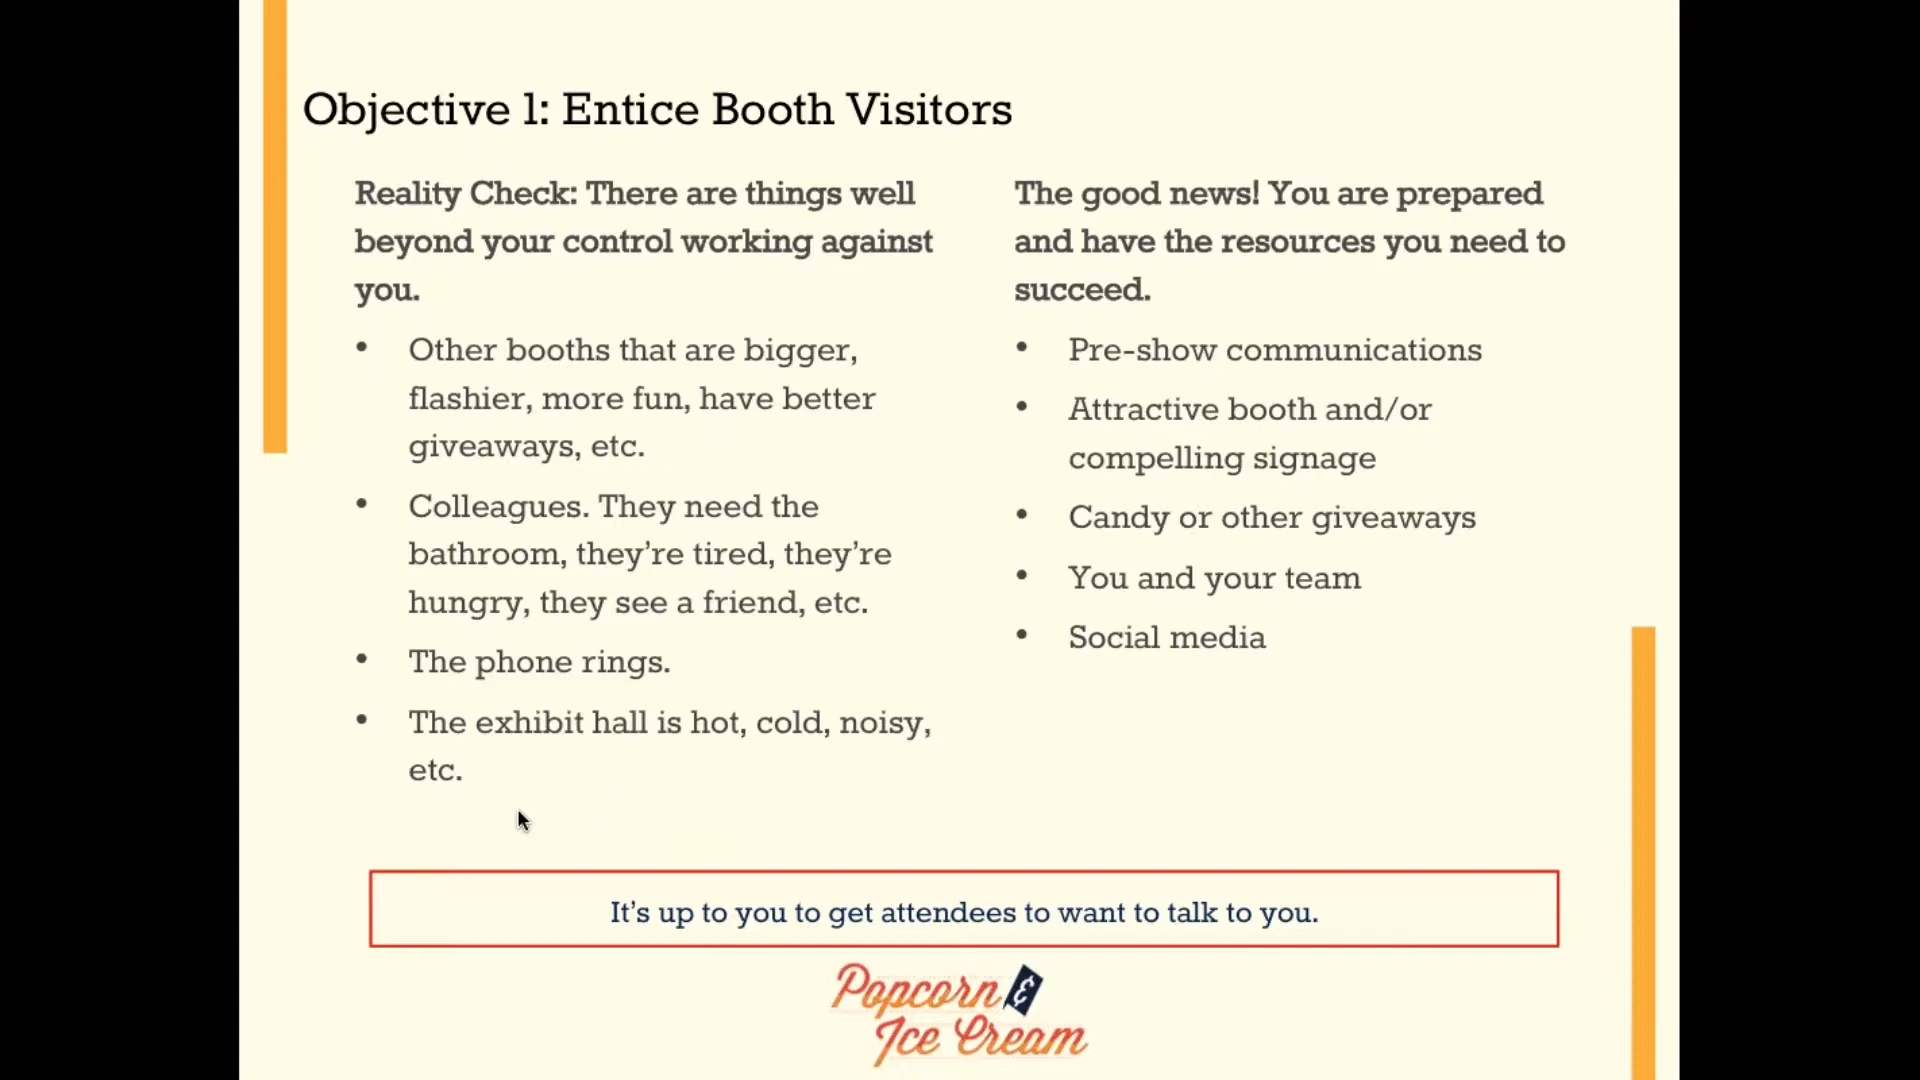 Objective 1: Entice Booth Visitors
Reality Check: There are things well
beyond your control working against
you.
• Other booths that are bigger,
flashier, more fun, have better
giveaways, etc.
• Colleagues. They need the
bathroom, they’re tired, they’re
hungry, they see a friend, etc.
• The phone rings.
• The exhibit hall is hot, cold, noisy,
etc.
The good news! You are prepared
and have the resources you need to
succeed.
• Pre-show communications
• Attractive booth and/or
compelling signage
• Candy or other giveaways
• You and your team
• Social media
It’s up to you to get attendees to want to talk to you.
Popcorn &
Ice Cream